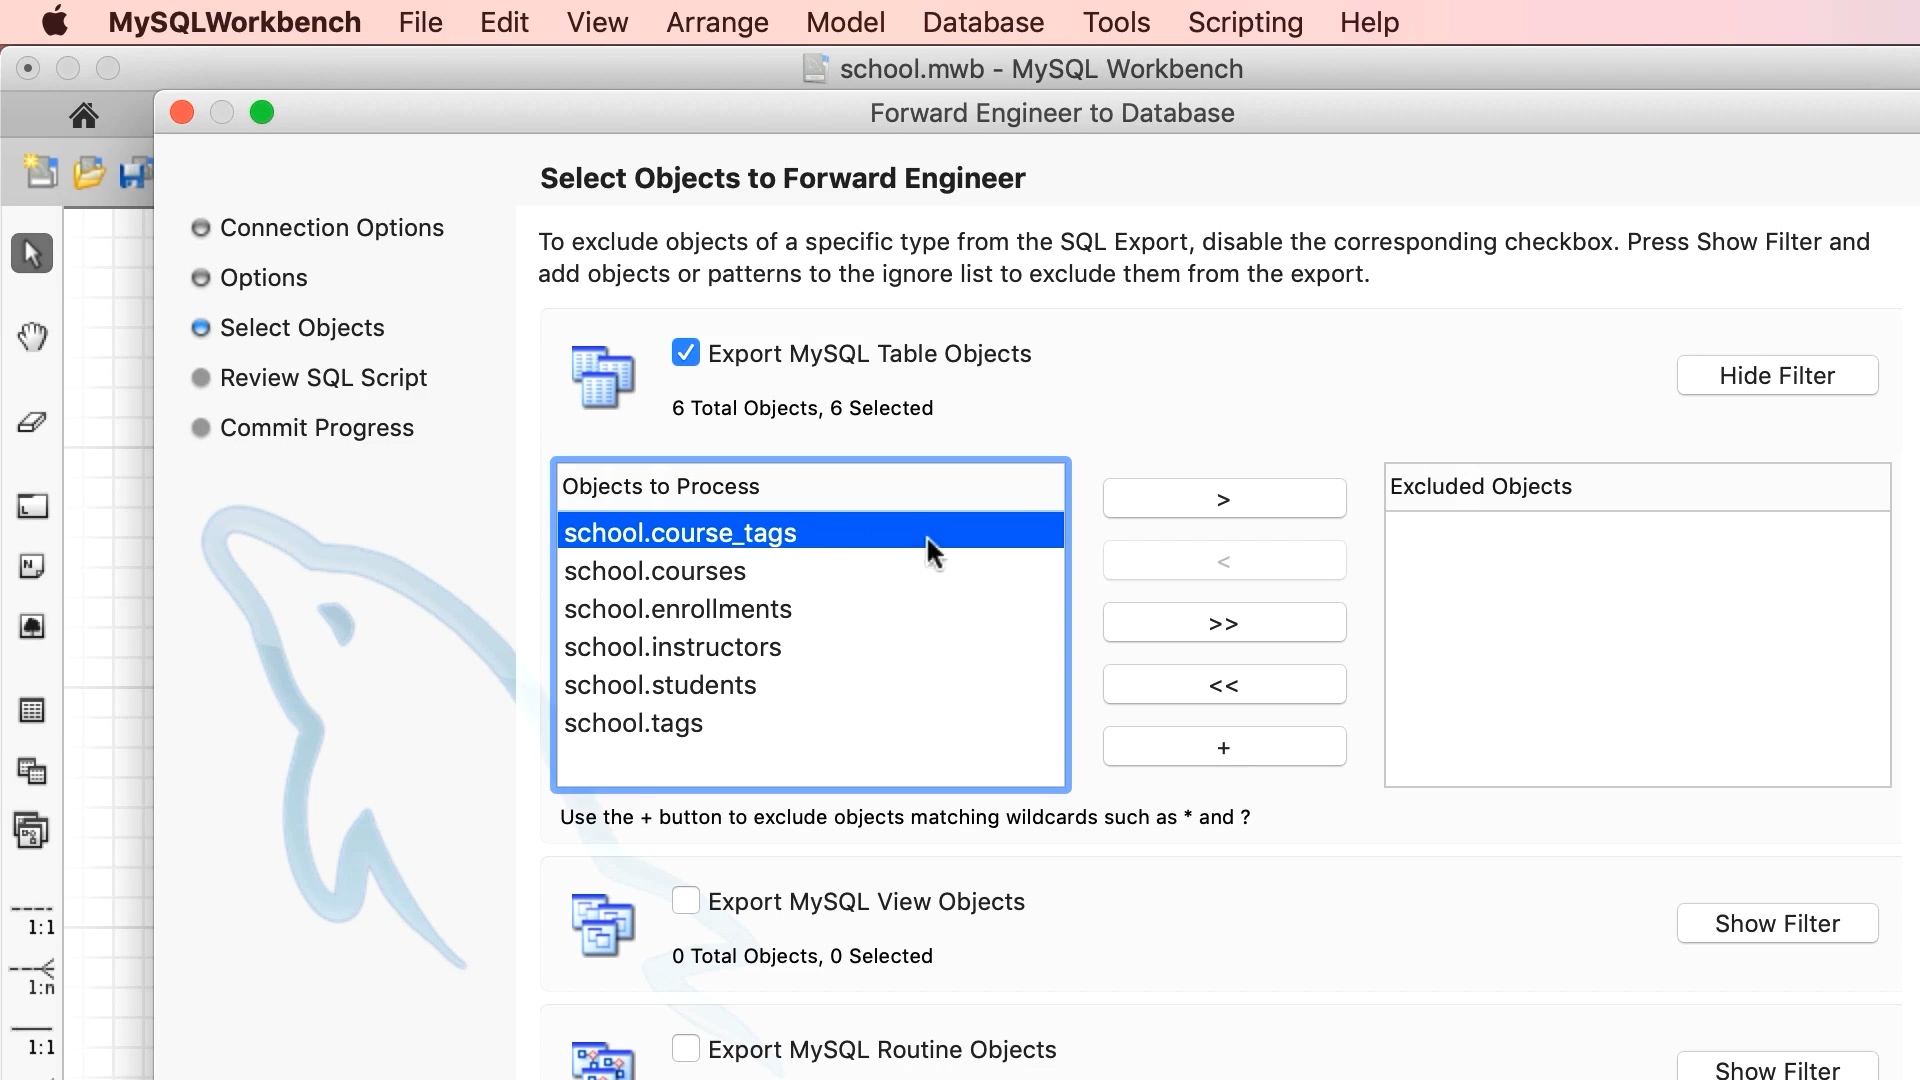 MySQLWorkbench File Edit View Arrange Model Database Tools Scripting Help
school.mwb - MySQL Workbench
Forward Engineer to Database
Select Objects to Forward Engineer
Connection Options
Options
Select Objects
Review SQL Script
Commit Progress
To exclude objects of a specific type from the SQL Export, disable the corresponding checkbox. Press Show Filter and
add objects or patterns to the ignore list to exclude them from the export.
Export MySQL Table Objects
6 Total Objects, 6 Selected
Hide Filter
Objects to Process
school.course_tags
school.courses
school.enrollments
school.instructors
school.students
school.tags
>
<
>>
<<
+
Excluded Objects
Use the + button to exclude objects matching wildcards such as * and ?
Export MySQL View Objects
0 Total Objects, 0 Selected
Show Filter
Export MySQL Routine Objects
Show Filter
1:1
1:n
1:1